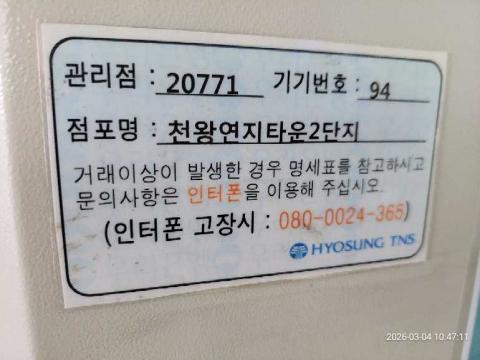 관리점 : 20771 기기번호 : 94
점포명 : 천왕연지타운2단지
거래이상이 발생한 경우 명세표를 참고하시고
문의사항은 인터폰을 이용해 주십시오.
(인터폰 고장시 : 080-0024-365)
HYOSUNG TNS
2026-03-04 10:47:11